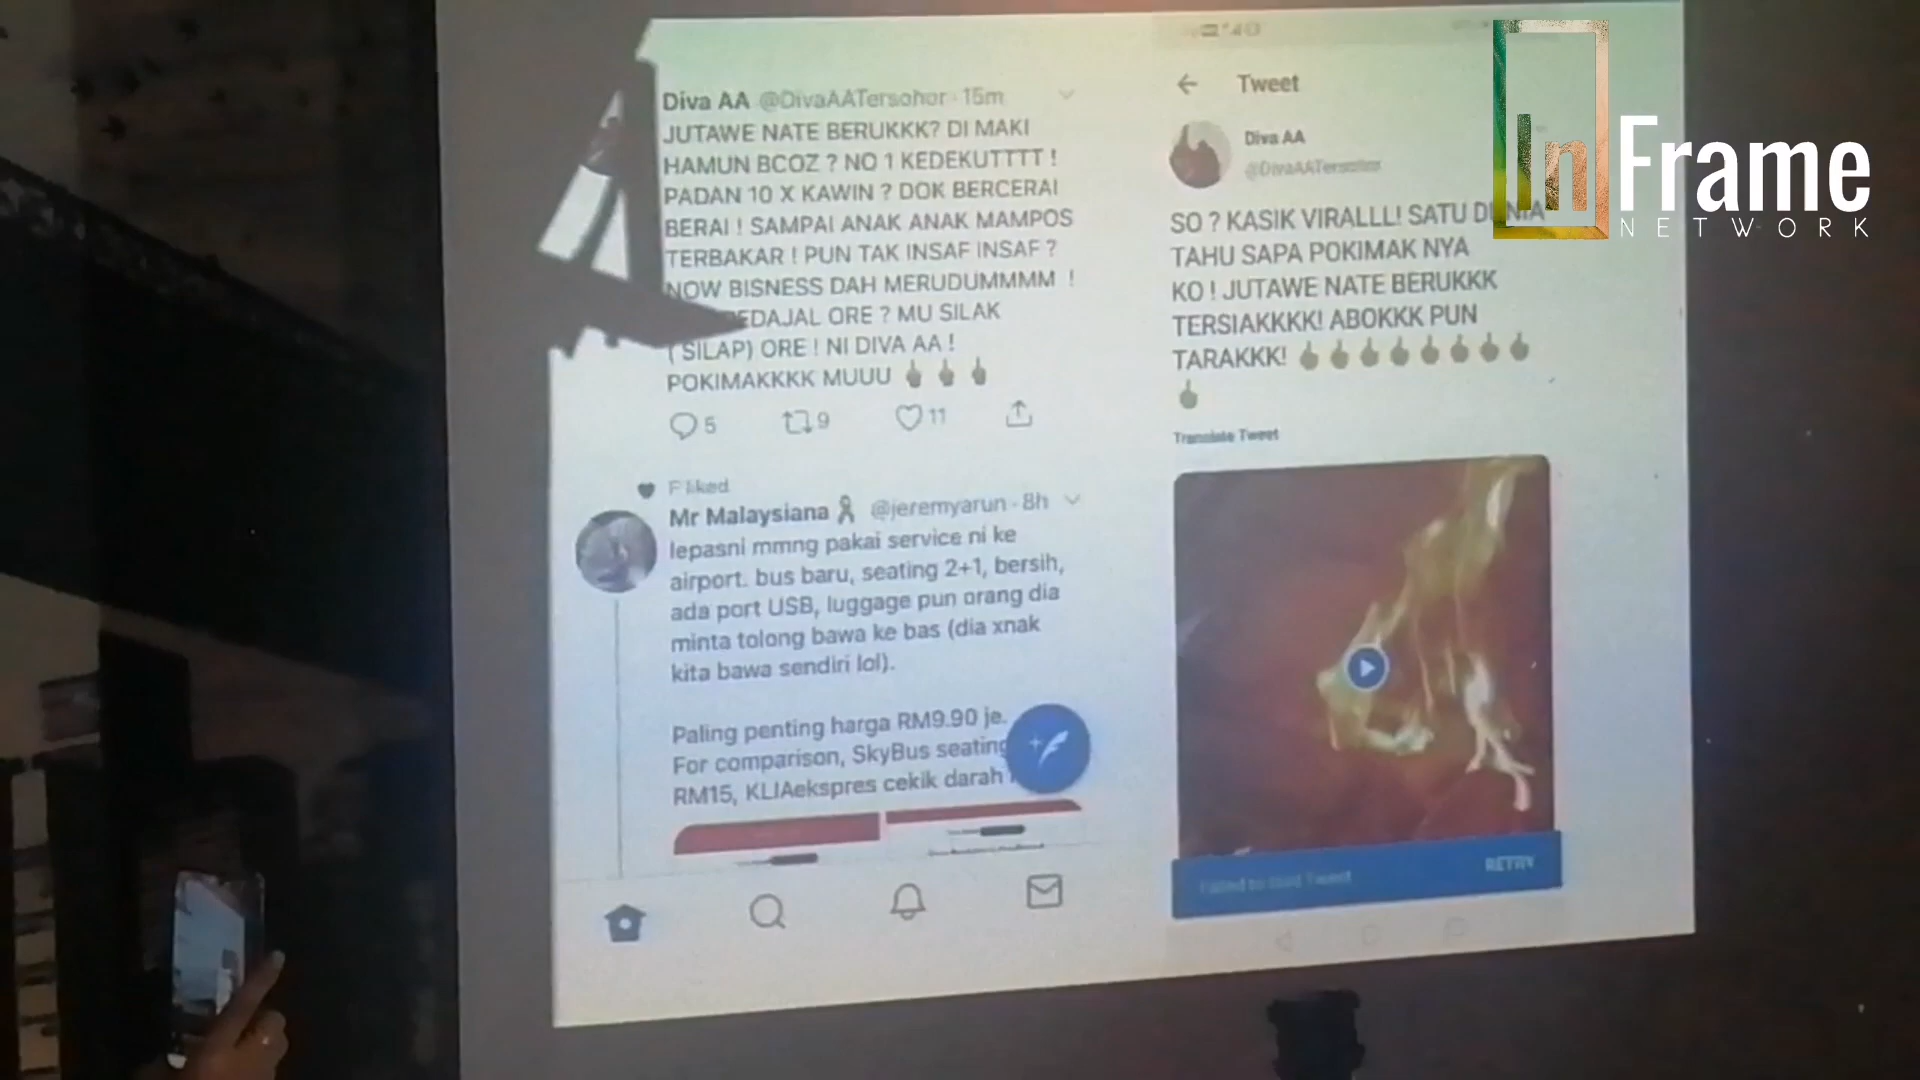 Diva AA @DivaAATersohor · 15m
JUTAWE NATE BERUKKK? DI MAKI
HAMUN BCOZ ? NO 1 KEDEKUTTTT !
PADAN 10 X KAWIN ? DOK BERCERAI
BERAI ! SAMPAI ANAK ANAK MAMPOS
TERBAKAR ! PUN TAK INSAF INSAF ?
NOW BISNESS DAH MERUDUMMMM !
ORE ? MU SILAK
( SILAP) ORE ! NI DIVA AA !
POKIMAKKKK MUUU 🖕 🖕 🖕
5 9 11
F liked
Mr Malaysiana 🎗 @jeremyarun · 8h
lepasni mmng pakai service ni ke
airport. bus baru, seating 2+1, bersih,
ada port USB, luggage pun orang dia
minta tolong bawa ke bas (dia xnak
kita bawa sendiri lol).
Paling penting harga RM9.90 je.
For comparison, SkyBus seating
RM15, KLIAekspres cekik darah
Tweet
Diva AA
@DivaAATersohor
SO ? KASIK VIRALLL! SATU DUNIA
TAHU SAPA POKIMAK NYA
KO ! JUTAWE NATE BERUKKK
TERSIAKKKK! ABOKKK PUN
TARAKKK! 🖕🖕🖕🖕🖕🖕🖕🖕
🖕
Translate Tweet
Failed to load Tweet
RETRY
InFrame
NETWORK